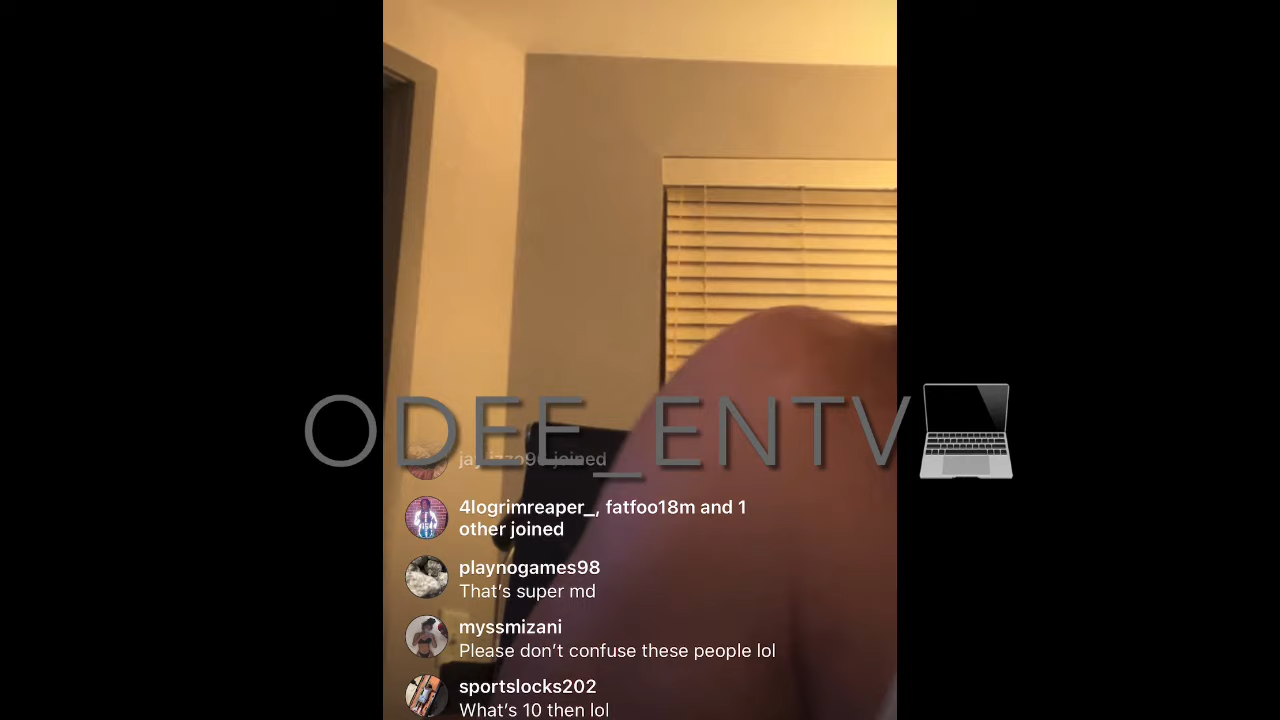 ODEE_ENTV
joined
4logrimreaper_, fatfoo18m and 1
other joined
playnogames98
That's super md
myssmizani
Please don't confuse these people lol
sportslocks202
What's 10 then lol